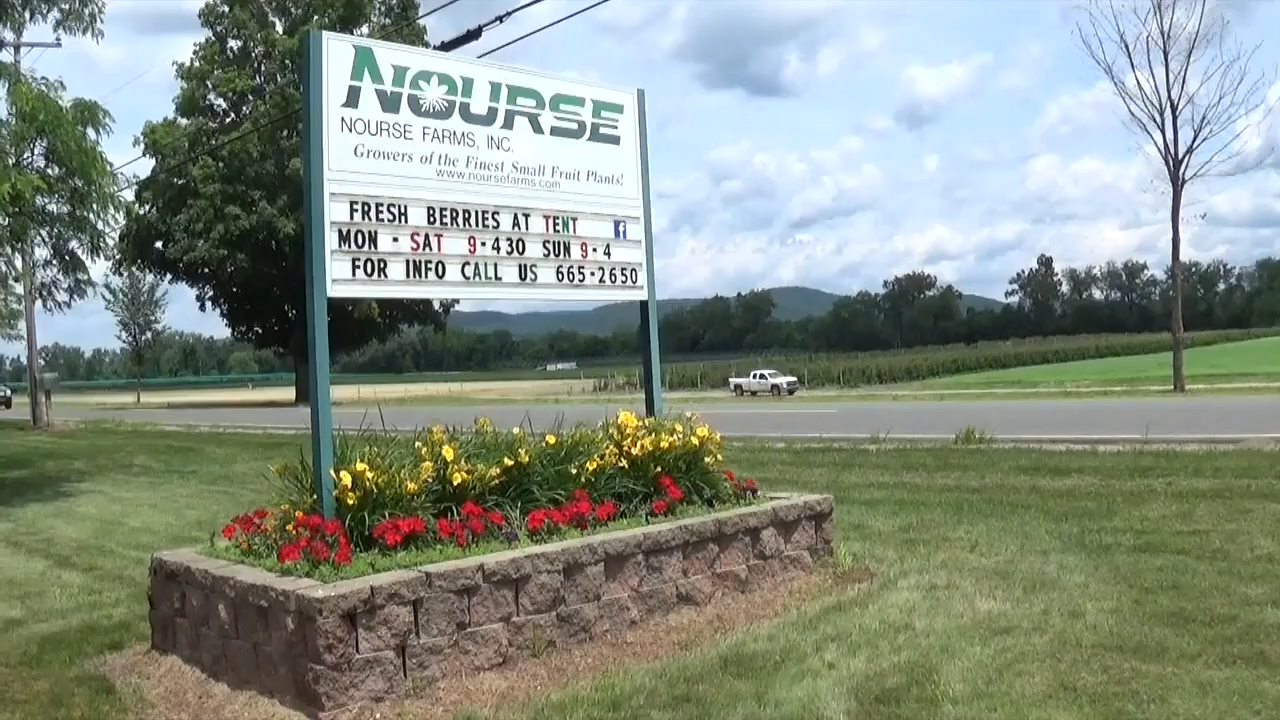 NOURSE
NOURSE FARMS, INC.
Growers of the Finest Small Fruit Plants!
www.noursefarms.com
FRESH BERRIES AT TENT f
MON - SAT 9-430 SUN 9-4
FOR INFO CALL US 665-2650